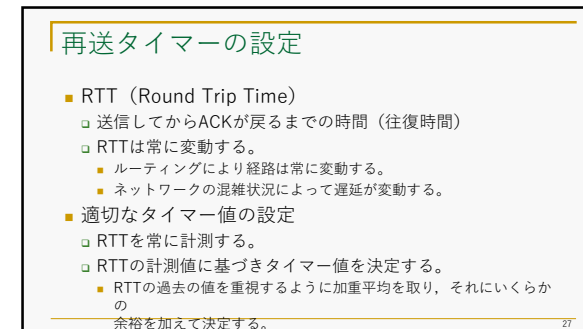 再送タイマーの設定
RTT（Round Trip Time）
送信してからACKが戻るまでの時間（往復時間）
RTTは常に変動する。
ルーティングにより経路は常に変動する。
ネットワークの混雑状況によって遅延が変動する。
適切なタイマー値の設定
RTTを常に計測する。
RTTの計測値に基づきタイマー値を決定する。
RTTの過去の値を重視するように加重平均を取り，それにいくらか
の
余裕を加えて決定する。
27